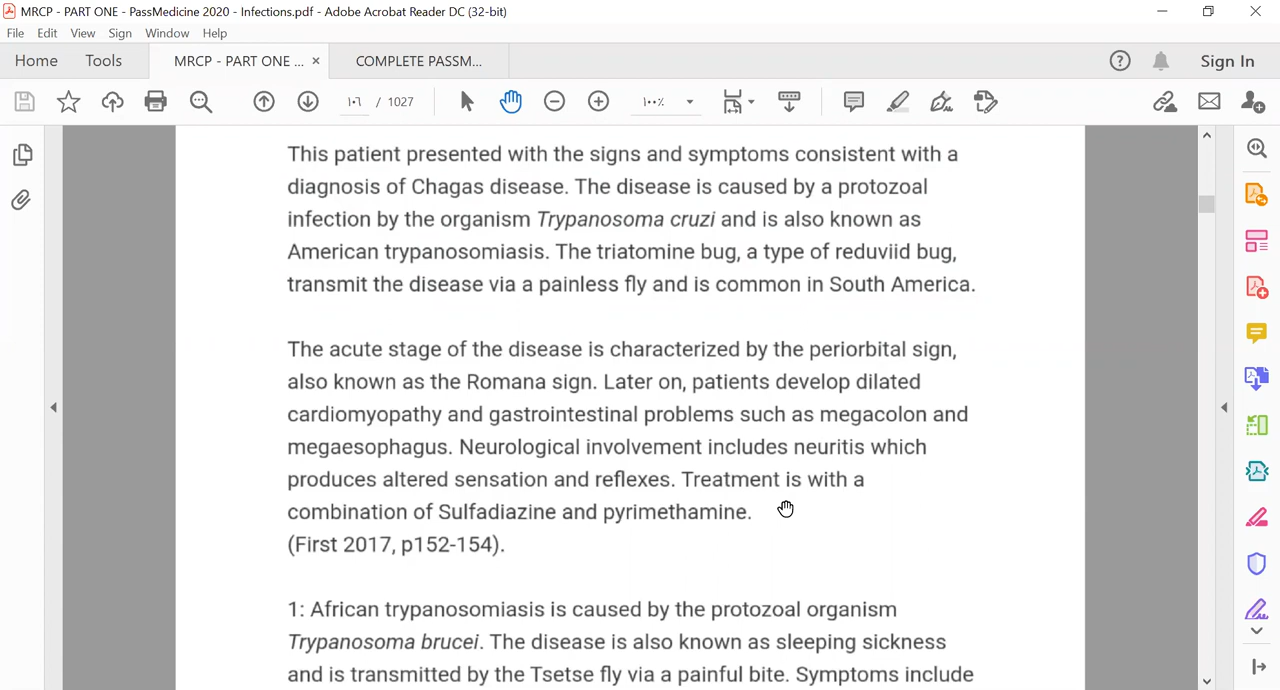 MRCP - PART ONE - PassMedicine 2020 - Infections.pdf - Adobe Acrobat Reader DC (32-bit)
File Edit View Sign Window Help
Home Tools MRCP - PART ONE ... × COMPLETE PASSM... Sign In
١٠٦ / 1027 ١٠٠٪
This patient presented with the signs and symptoms consistent with a
diagnosis of Chagas disease. The disease is caused by a protozoal
infection by the organism Trypanosoma cruzi and is also known as
American trypanosomiasis. The triatomine bug, a type of reduviid bug,
transmit the disease via a painless fly and is common in South America.
The acute stage of the disease is characterized by the periorbital sign,
also known as the Romana sign. Later on, patients develop dilated
cardiomyopathy and gastrointestinal problems such as megacolon and
megaesophagus. Neurological involvement includes neuritis which
produces altered sensation and reflexes. Treatment is with a
combination of Sulfadiazine and pyrimethamine.
(First 2017, p152-154).
1: African trypanosomiasis is caused by the protozoal organism
Trypanosoma brucei. The disease is also known as sleeping sickness
and is transmitted by the Tsetse fly via a painful bite. Symptoms include